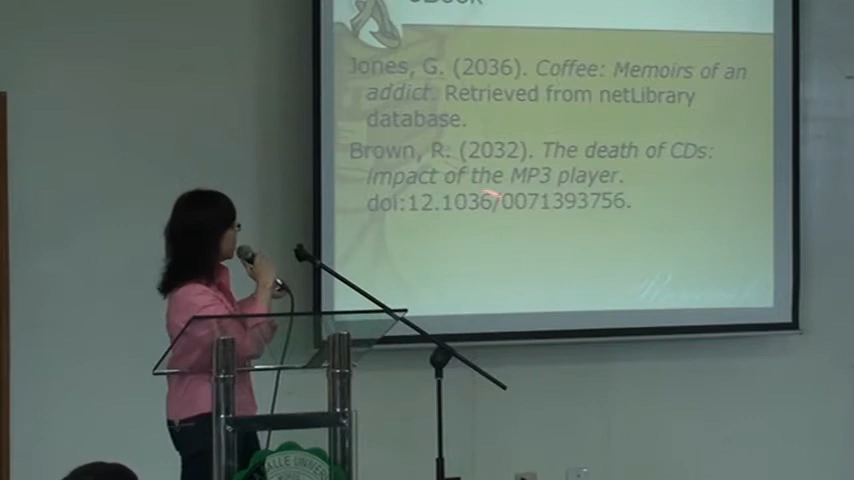 eBook
Jones, G. (2036). Coffee: Memoirs of an
addict. Retrieved from netLibrary
database.
Brown, R. (2032). The death of CDs:
Impact of the MP3 player.
doi:12.1036/0071393756.